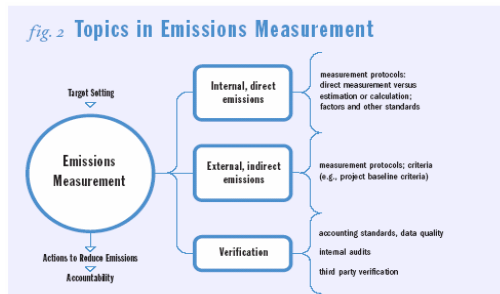 fig. 2 Topics in Emissions Measurement
Target Setting
Emissions
Measurement
Actions to Reduce Emissions
Accountability
Internal, direct
emissions
measurement protocols:
direct measurement versus
estimation or calculation;
factors and other standards
External, indirect
emissions
measurement protocols; criteria
(e.g., project baseline criteria)
Verification
accounting standards, data quality
internal audits
third party verification